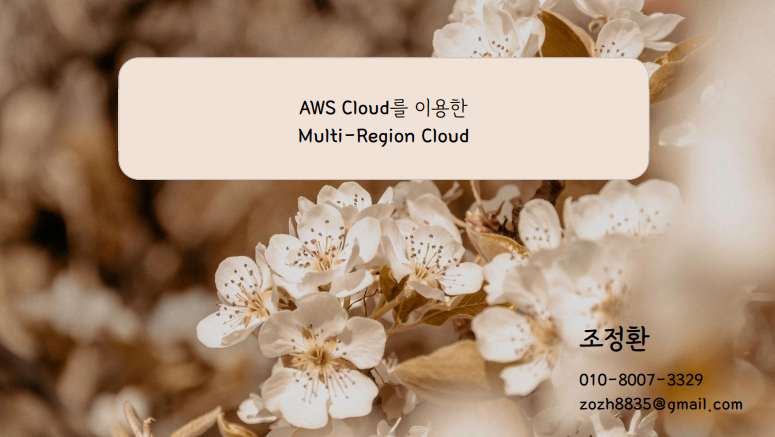 AWS Cloud를 이용한
Multi-Region Cloud
조정환
010-8007-3329
zozh8835@gmail.com